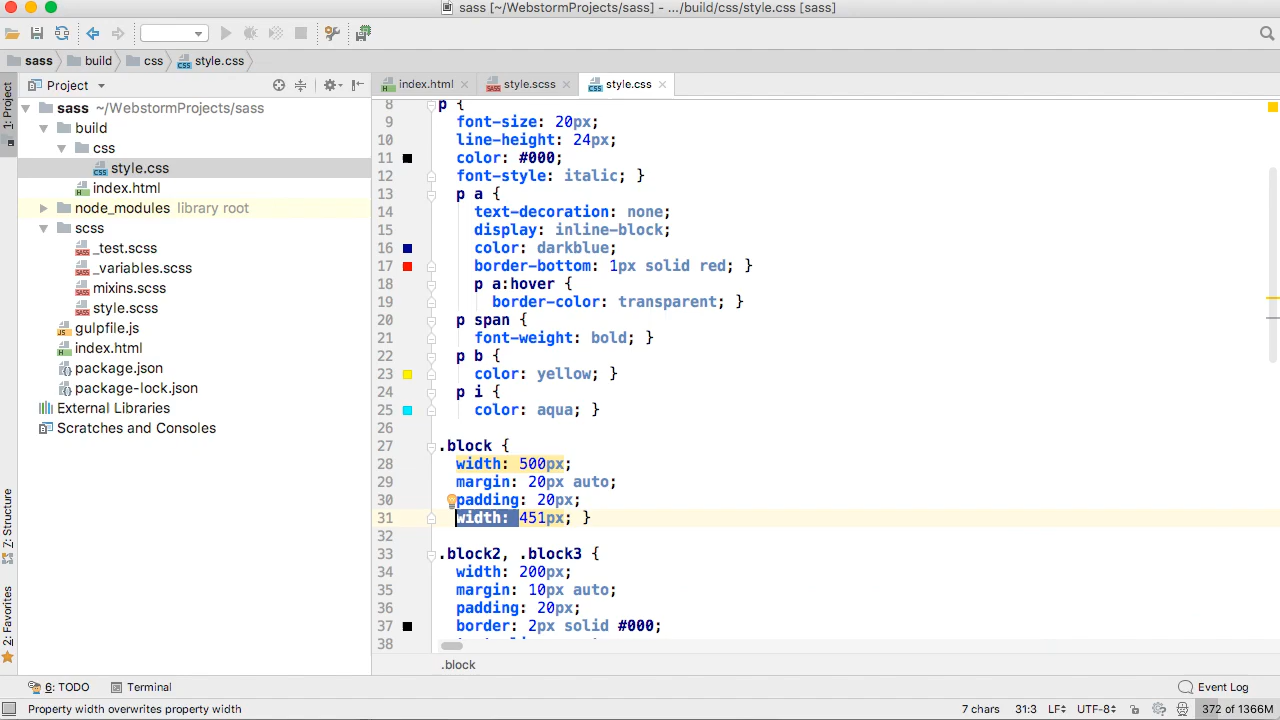 sass [~/WebstormProjects/sass] - .../build/css/style.css [sass]
sass build css style.css
Project
index.html style.scss style.css
1: Project
7: Structure
2: Favorites
sass ~/WebstormProjects/sass
build
css
style.css
index.html
node_modules library root
scss
_test.scss
_variables.scss
mixins.scss
style.scss
gulpfile.js
index.html
package.json
package-lock.json
External Libraries
Scratches and Consoles
8 p {
9 font-size: 20px;
10 line-height: 24px;
11 color: #000;
12 font-style: italic; }
13 p a {
14 text-decoration: none;
15 display: inline-block;
16 color: darkblue;
17 border-bottom: 1px solid red; }
18 p a:hover {
19 border-color: transparent; }
20 p span {
21 font-weight: bold; }
22 p b {
23 color: yellow; }
24 p i {
25 color: aqua; }
26
27 .block {
28 width: 500px;
29 margin: 20px auto;
30 padding: 20px;
31 width: 451px; }
32
33 .block2, .block3 {
34 width: 200px;
35 margin: 10px auto;
36 padding: 20px;
37 border: 2px solid #000;
38
.block
6: TODO Terminal Event Log
Property width overwrites property width 7 chars 31:3 LF÷ UTF-8÷ 372 of 1366M